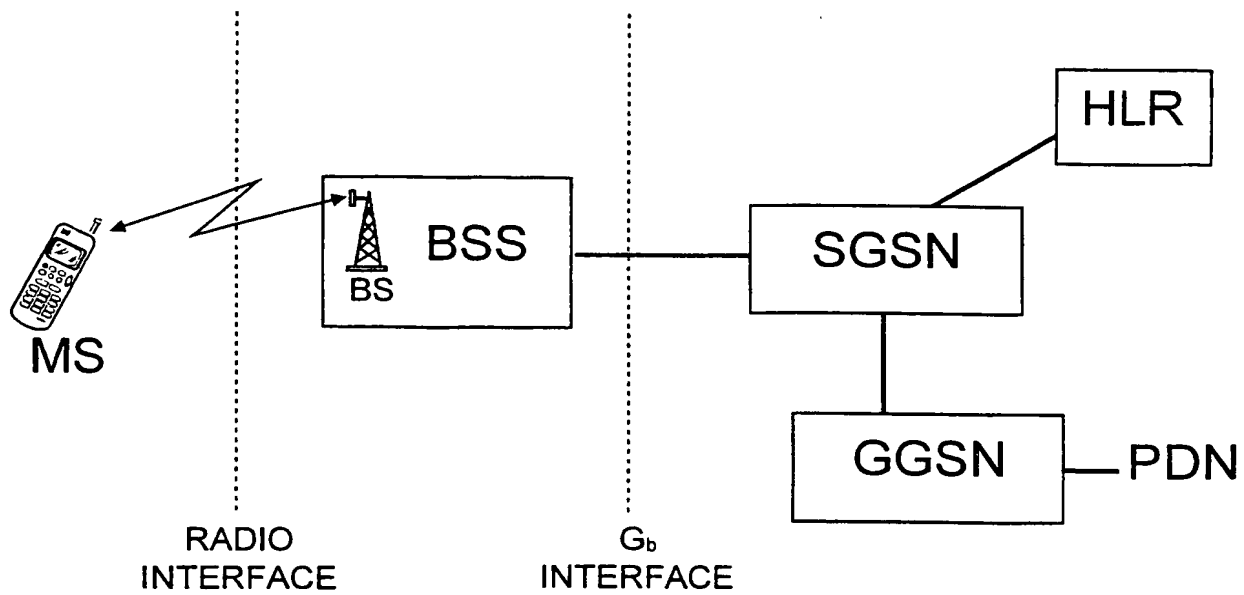 HLR
BSS
BS
SGSN
MS
GGSN
PDN
RADIO
INTERFACE
Gb
INTERFACE